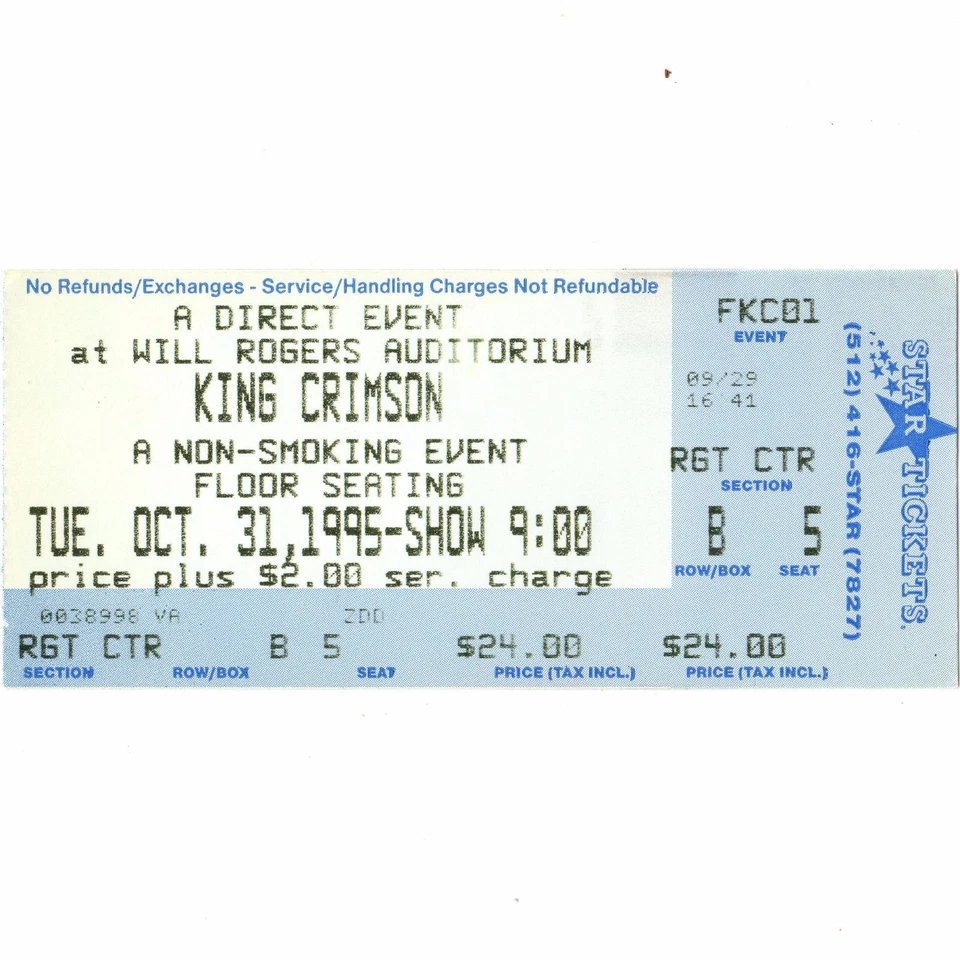 No Refunds/Exchanges - Service/Handling Charges Not Refundable
A DIRECT EVENT
at WILL ROGERS AUDITORIUM
KING CRIMSON
A NON-SMOKING EVENT
FLOOR SEATING
TUE. OCT. 31,1995-SHOW 9:00
price plus $2.00 ser. charge
0038998 VA ZDD
RGT CTR B 5 $24.00
SECTION ROW/BOX SEAT PRICE (TAX INCL.)
FKC01
EVENT
09/29
16 41
RGT CTR
SECTION
B 5
ROW/BOX SEAT
$24.00
PRICE (TAX INCL.)
(512) 416-STAR (7827)
STAR TICKETS.